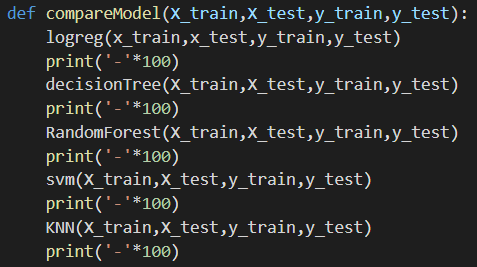 def compareModel(X_train,X_test,y_train,y_test):
    logreg(x_train,x_test,y_train,y_test)
    print('-'*100)
    decisionTree(X_train,X_test,y_train,y_test)
    print('-'*100)
    RandomForest(X_train,X_test,y_train,y_test)
    print('-'*100)
    svm(X_train,X_test,y_train,y_test)
    print('-'*100)
    KNN(X_train,X_test,y_train,y_test)
    print('-'*100)